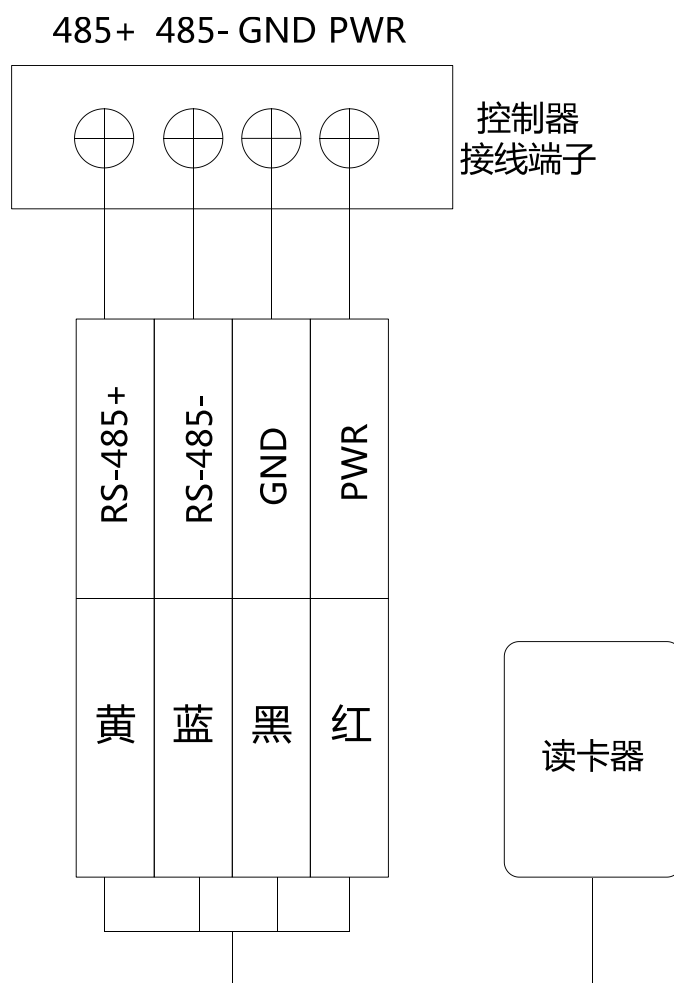 485+ 485- GND PWR
控制器
接线端子
RS-485+
RS-485-
GND
PWR
黄
蓝
黑
红
读卡器